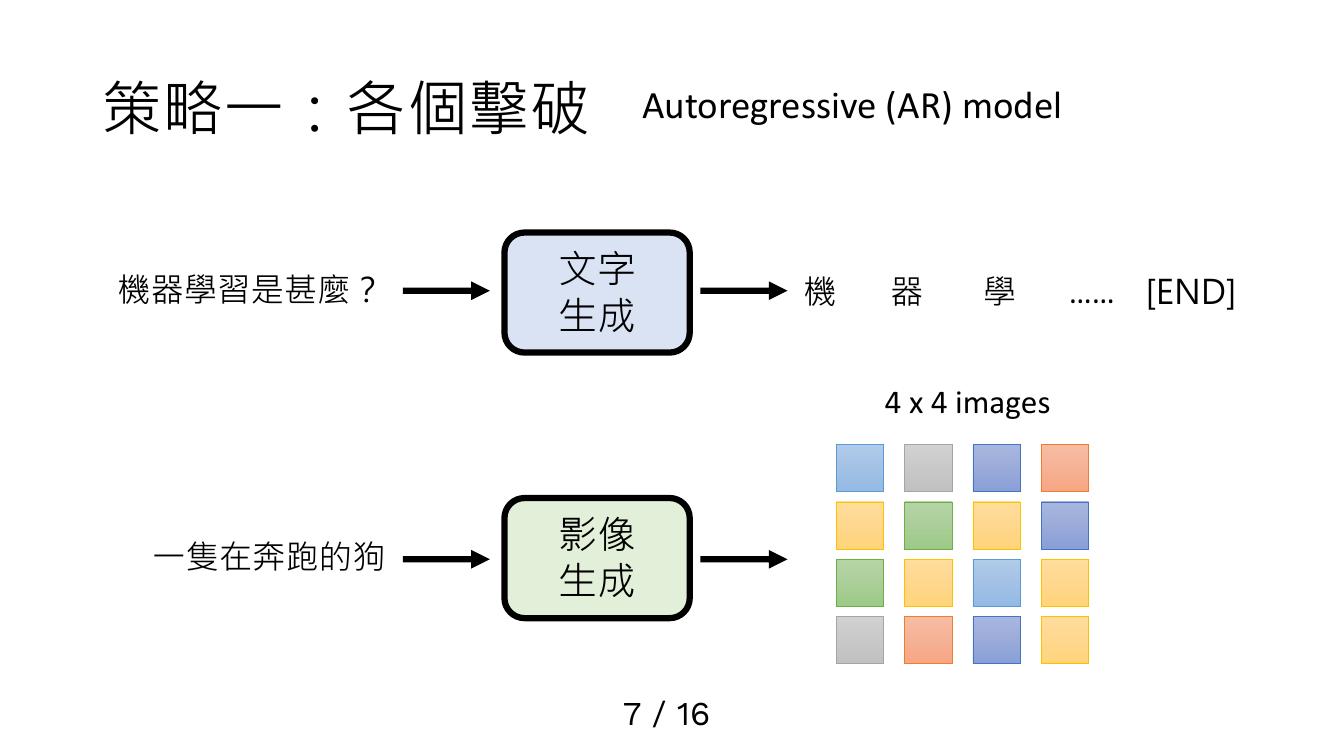 策略一：各個擊破 Autoregressive (AR) model
機器學習是甚麼？
文字
生成
機 器 學 …… [END]
4 x 4 images
一隻在奔跑的狗
影像
生成
7 / 16